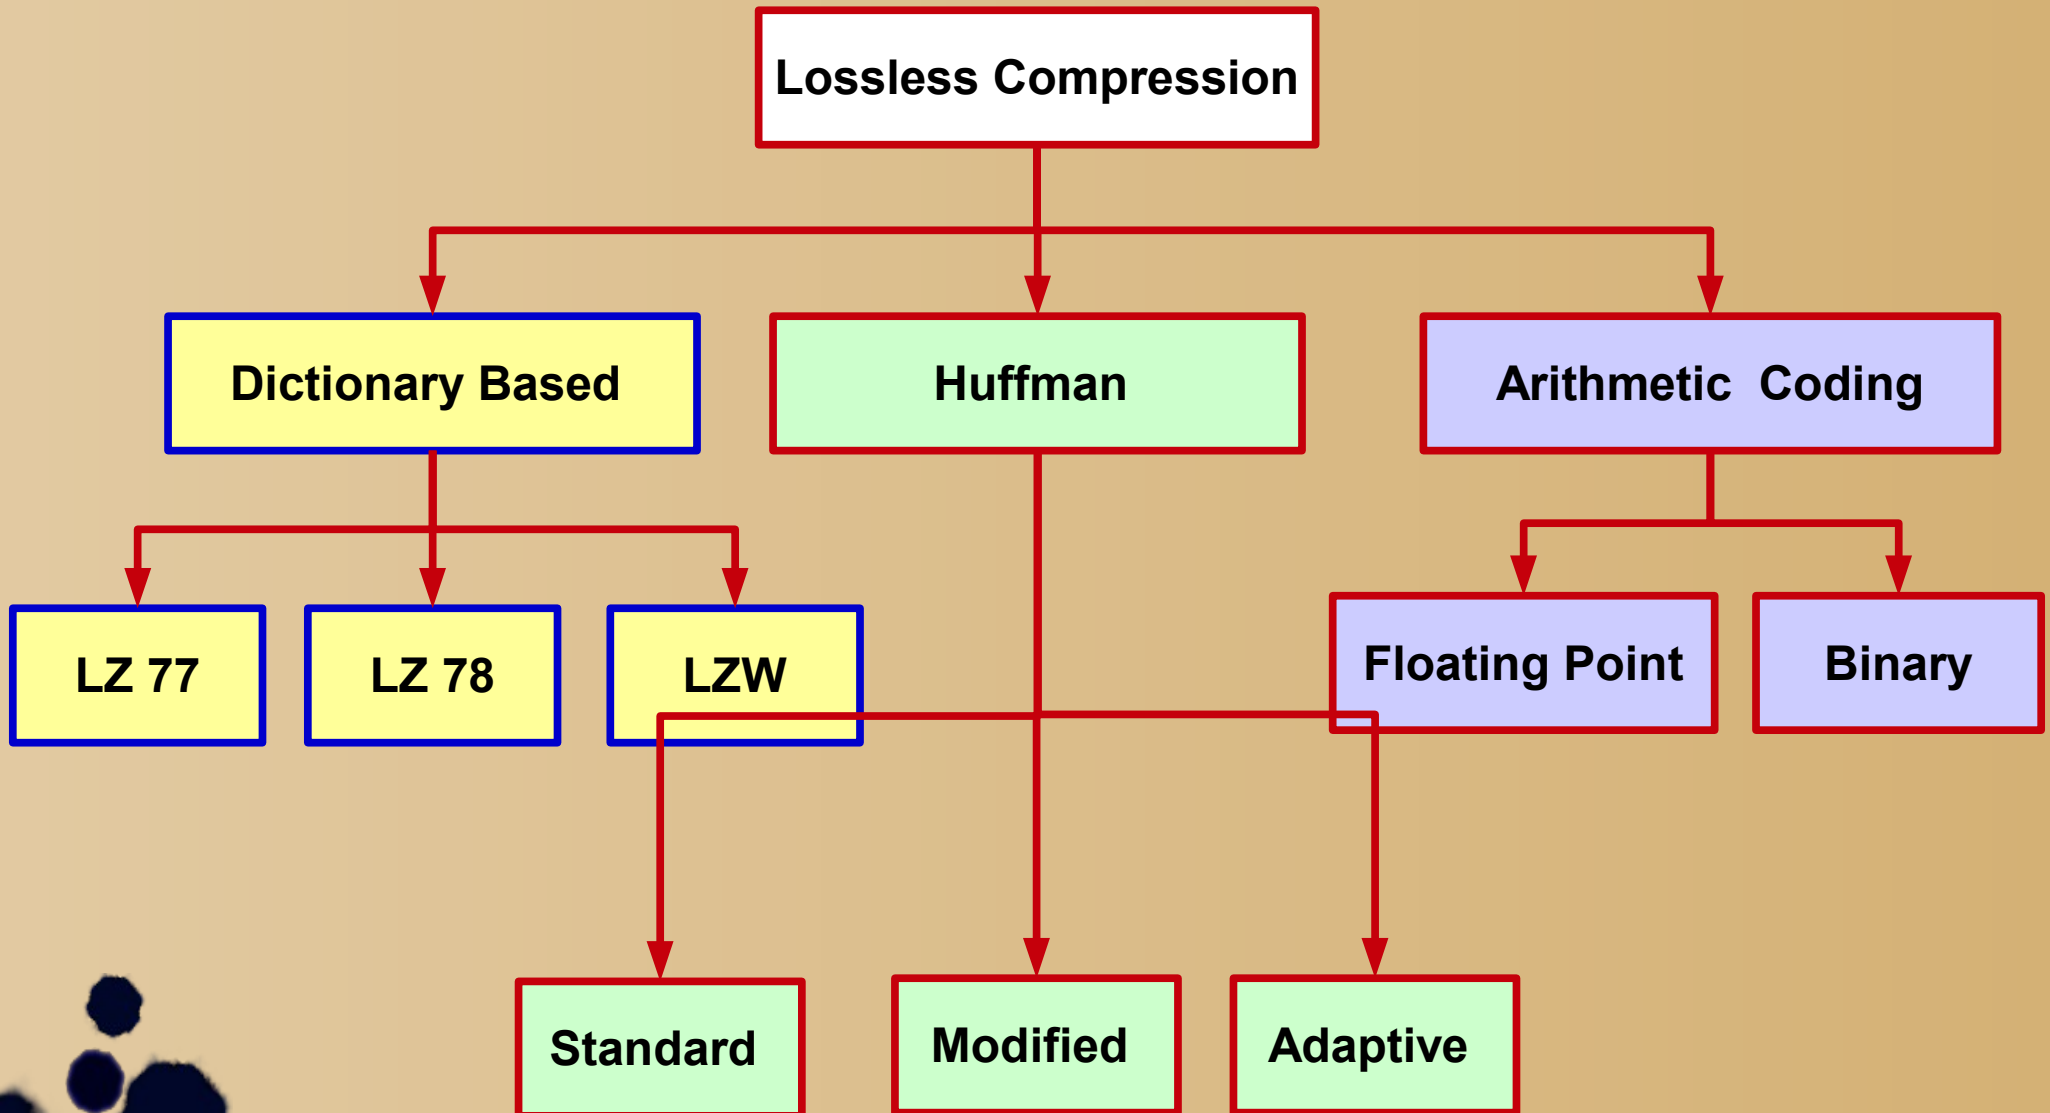 Lossless Compression
Dictionary Based
Huffman
Arithmetic  Coding
LZ 77
LZ 78
LZW
Floating Point
Binary
Standard
Modified
Adaptive